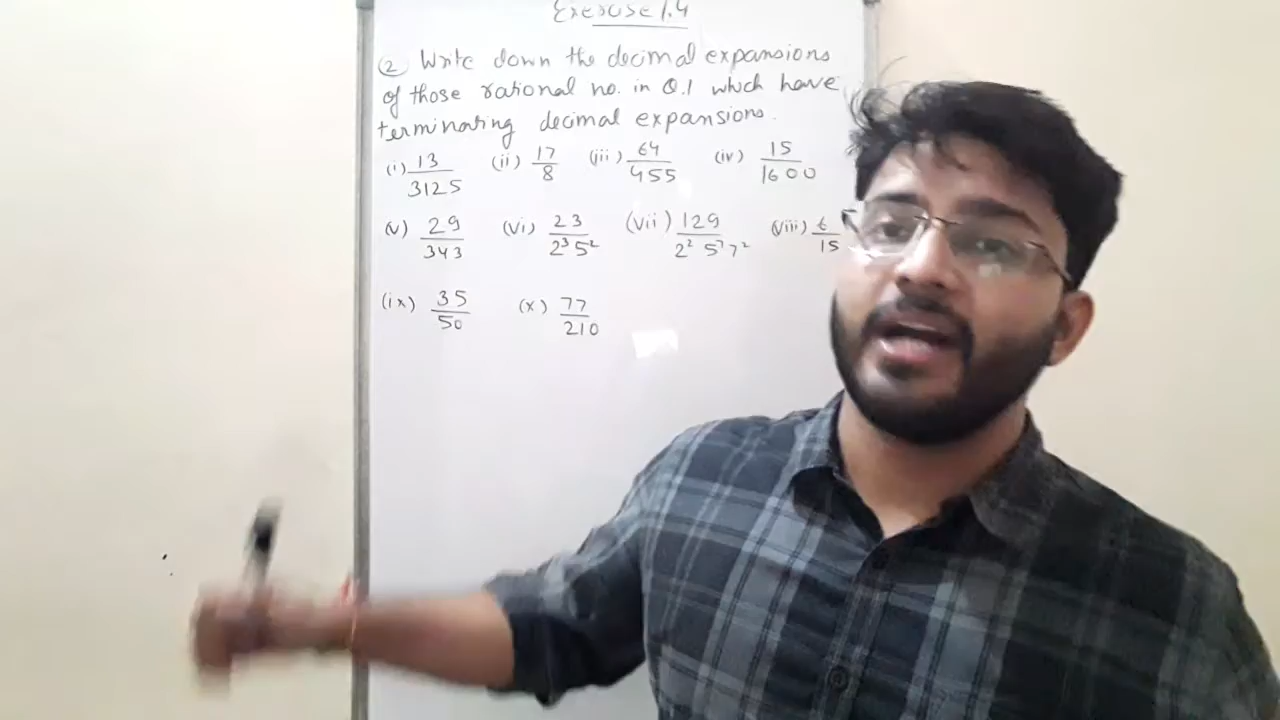 Exercise 1.4
(2) Write down the decimal expansions
of those rational no. in Q.1 which have
terminating decimal expansions.
(i) 13/3125 (ii) 17/8 (iii) 64/455 (iv) 15/1600
(v) 29/343 (vi) 23/2³5² (vii) 129/2² 5⁷ 7² (viii) 6/15
(ix) 35/50 (x) 77/210